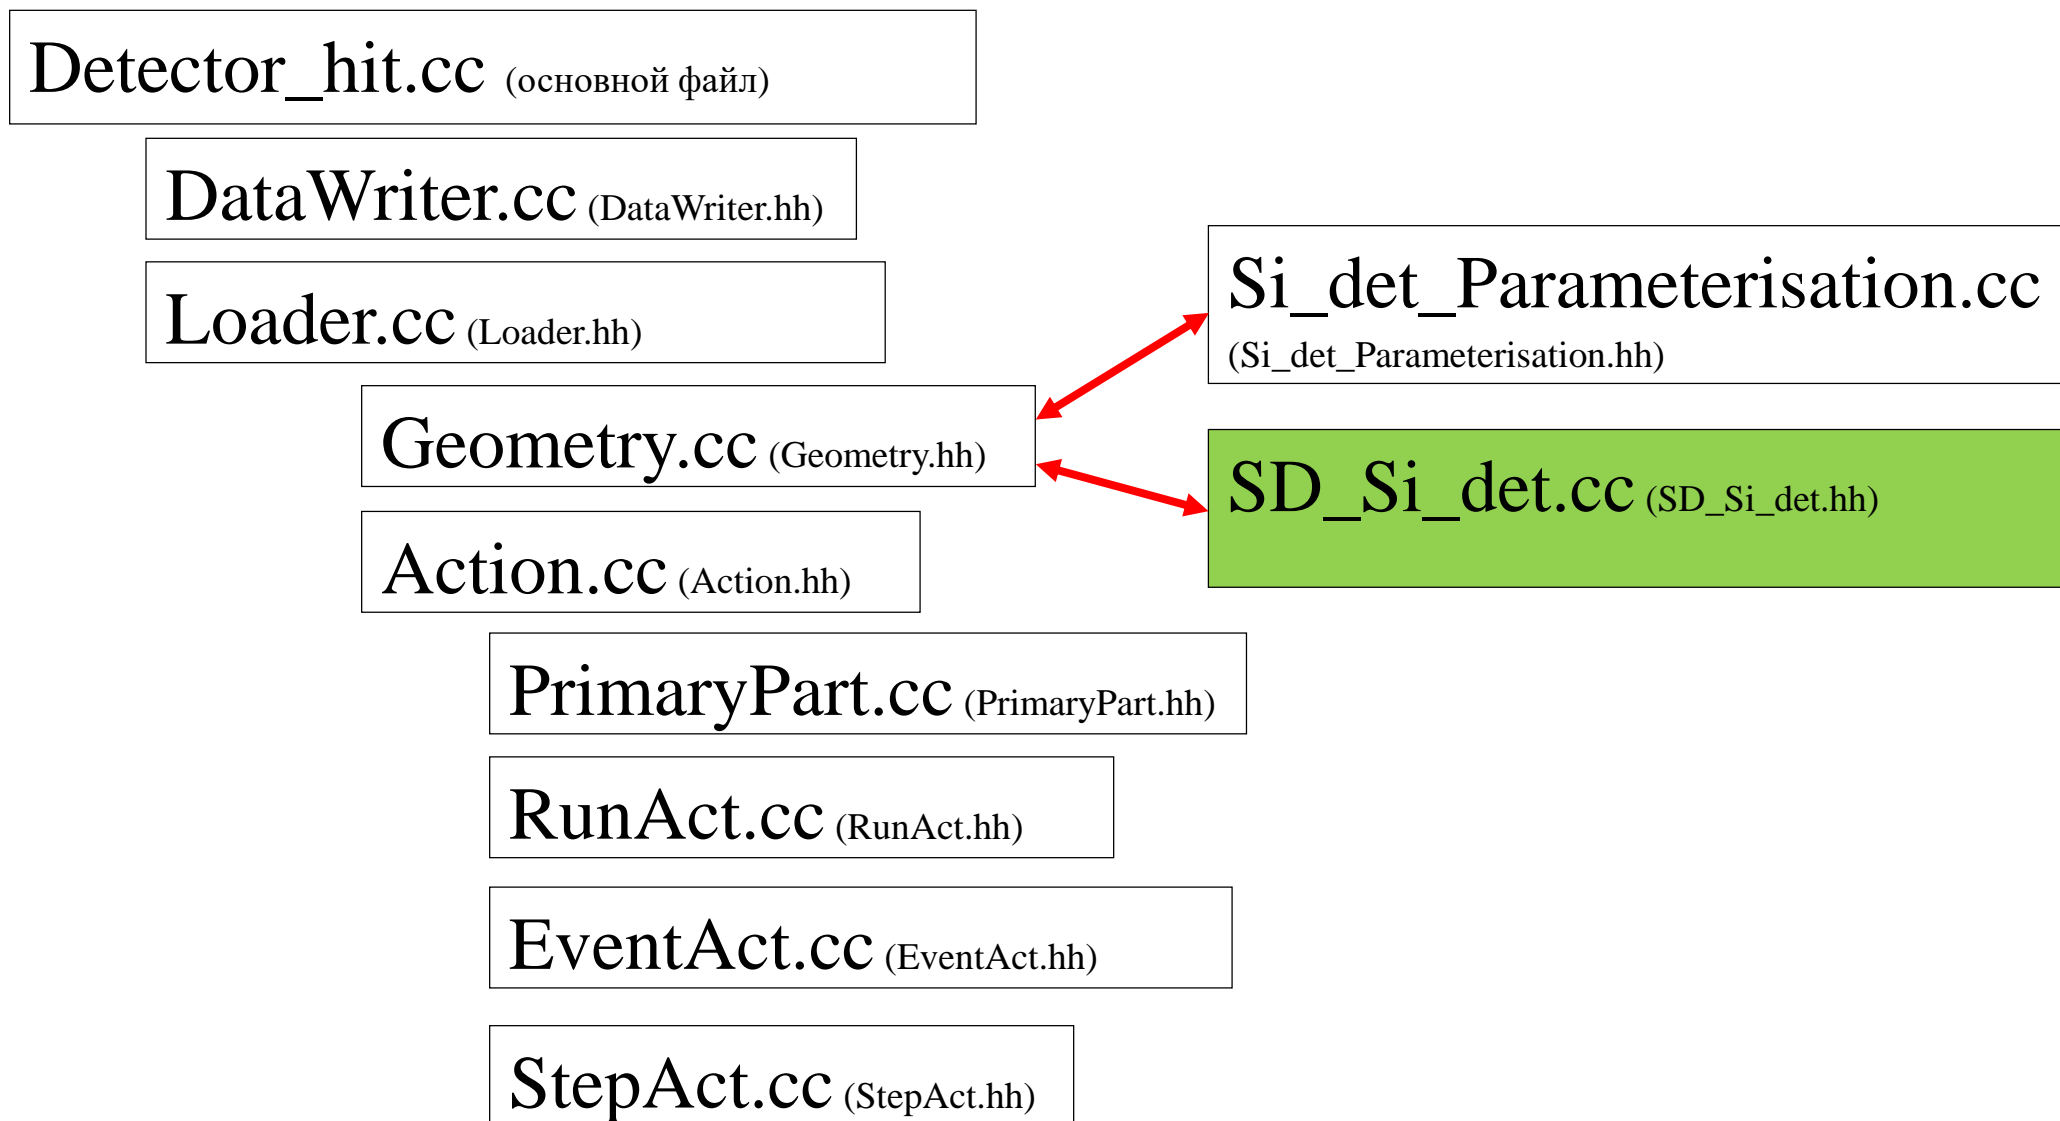 Detector_hit.cc (основной файл)
DataWriter.cc (DataWriter.hh)
Loader.cc (Loader.hh)
Si_det_Parameterisation.cc
(Si_det_Parameterisation.hh)
Geometry.cc (Geometry.hh)
SD_Si_det.cc (SD_Si_det.hh)
Action.cc (Action.hh)
PrimaryPart.cc (PrimaryPart.hh)
RunAct.cc (RunAct.hh)
EventAct.cc (EventAct.hh)
StepAct.cc (StepAct.hh)